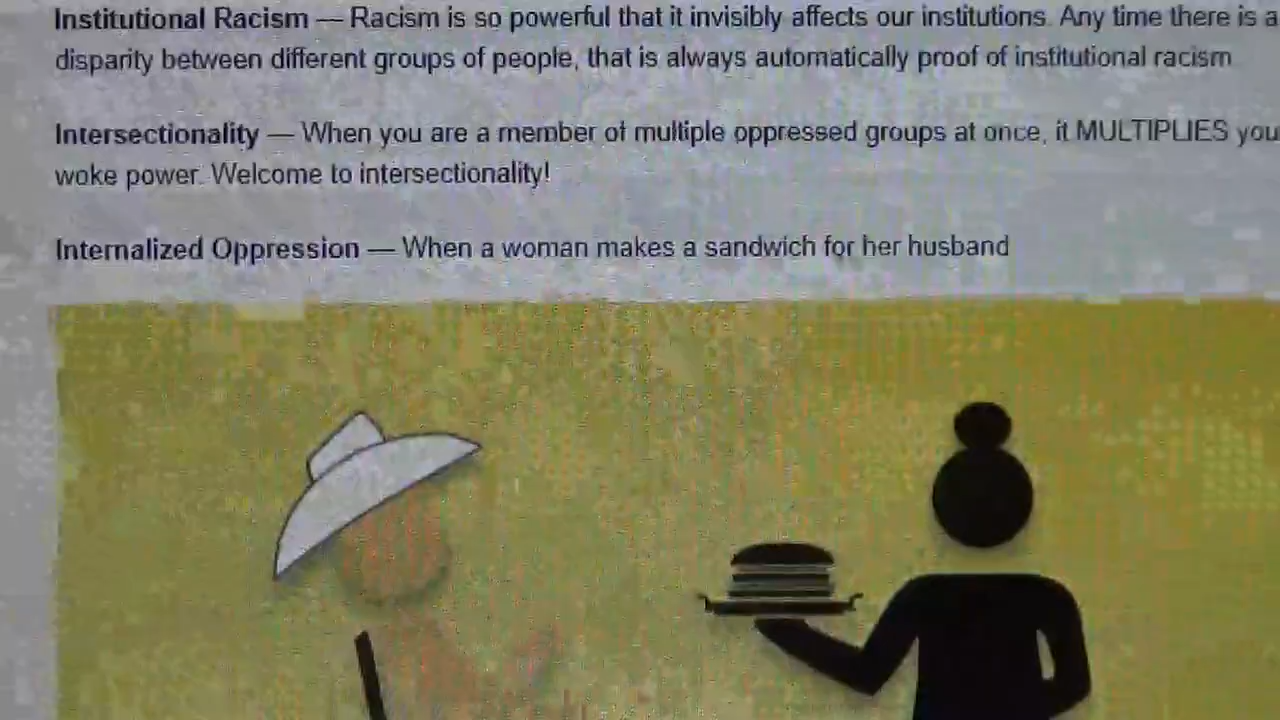 Institutional Racism — Racism is so powerful that it invisibly affects our institutions. Any time there is a
disparity between different groups of people, that is always automatically proof of institutional racism
Intersectionality — When you are a member of multiple oppressed groups at once, it MULTIPLIES you
woke power. Welcome to intersectionality!
Internalized Oppression — When a woman makes a sandwich for her husband